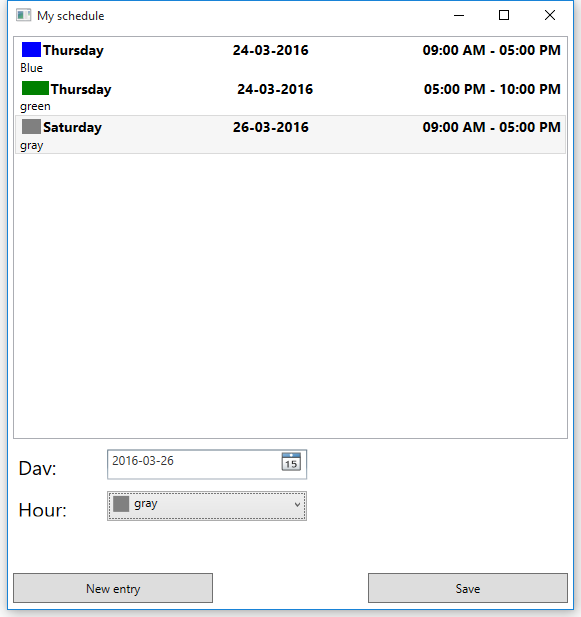 My schedule
Thursday 24-03-2016 09:00 AM - 05:00 PM
Blue
Thursday 24-03-2016 05:00 PM - 10:00 PM
green
Saturday 26-03-2016 09:00 AM - 05:00 PM
gray
Day: 2016-03-26 15
Hour: gray
New entry Save